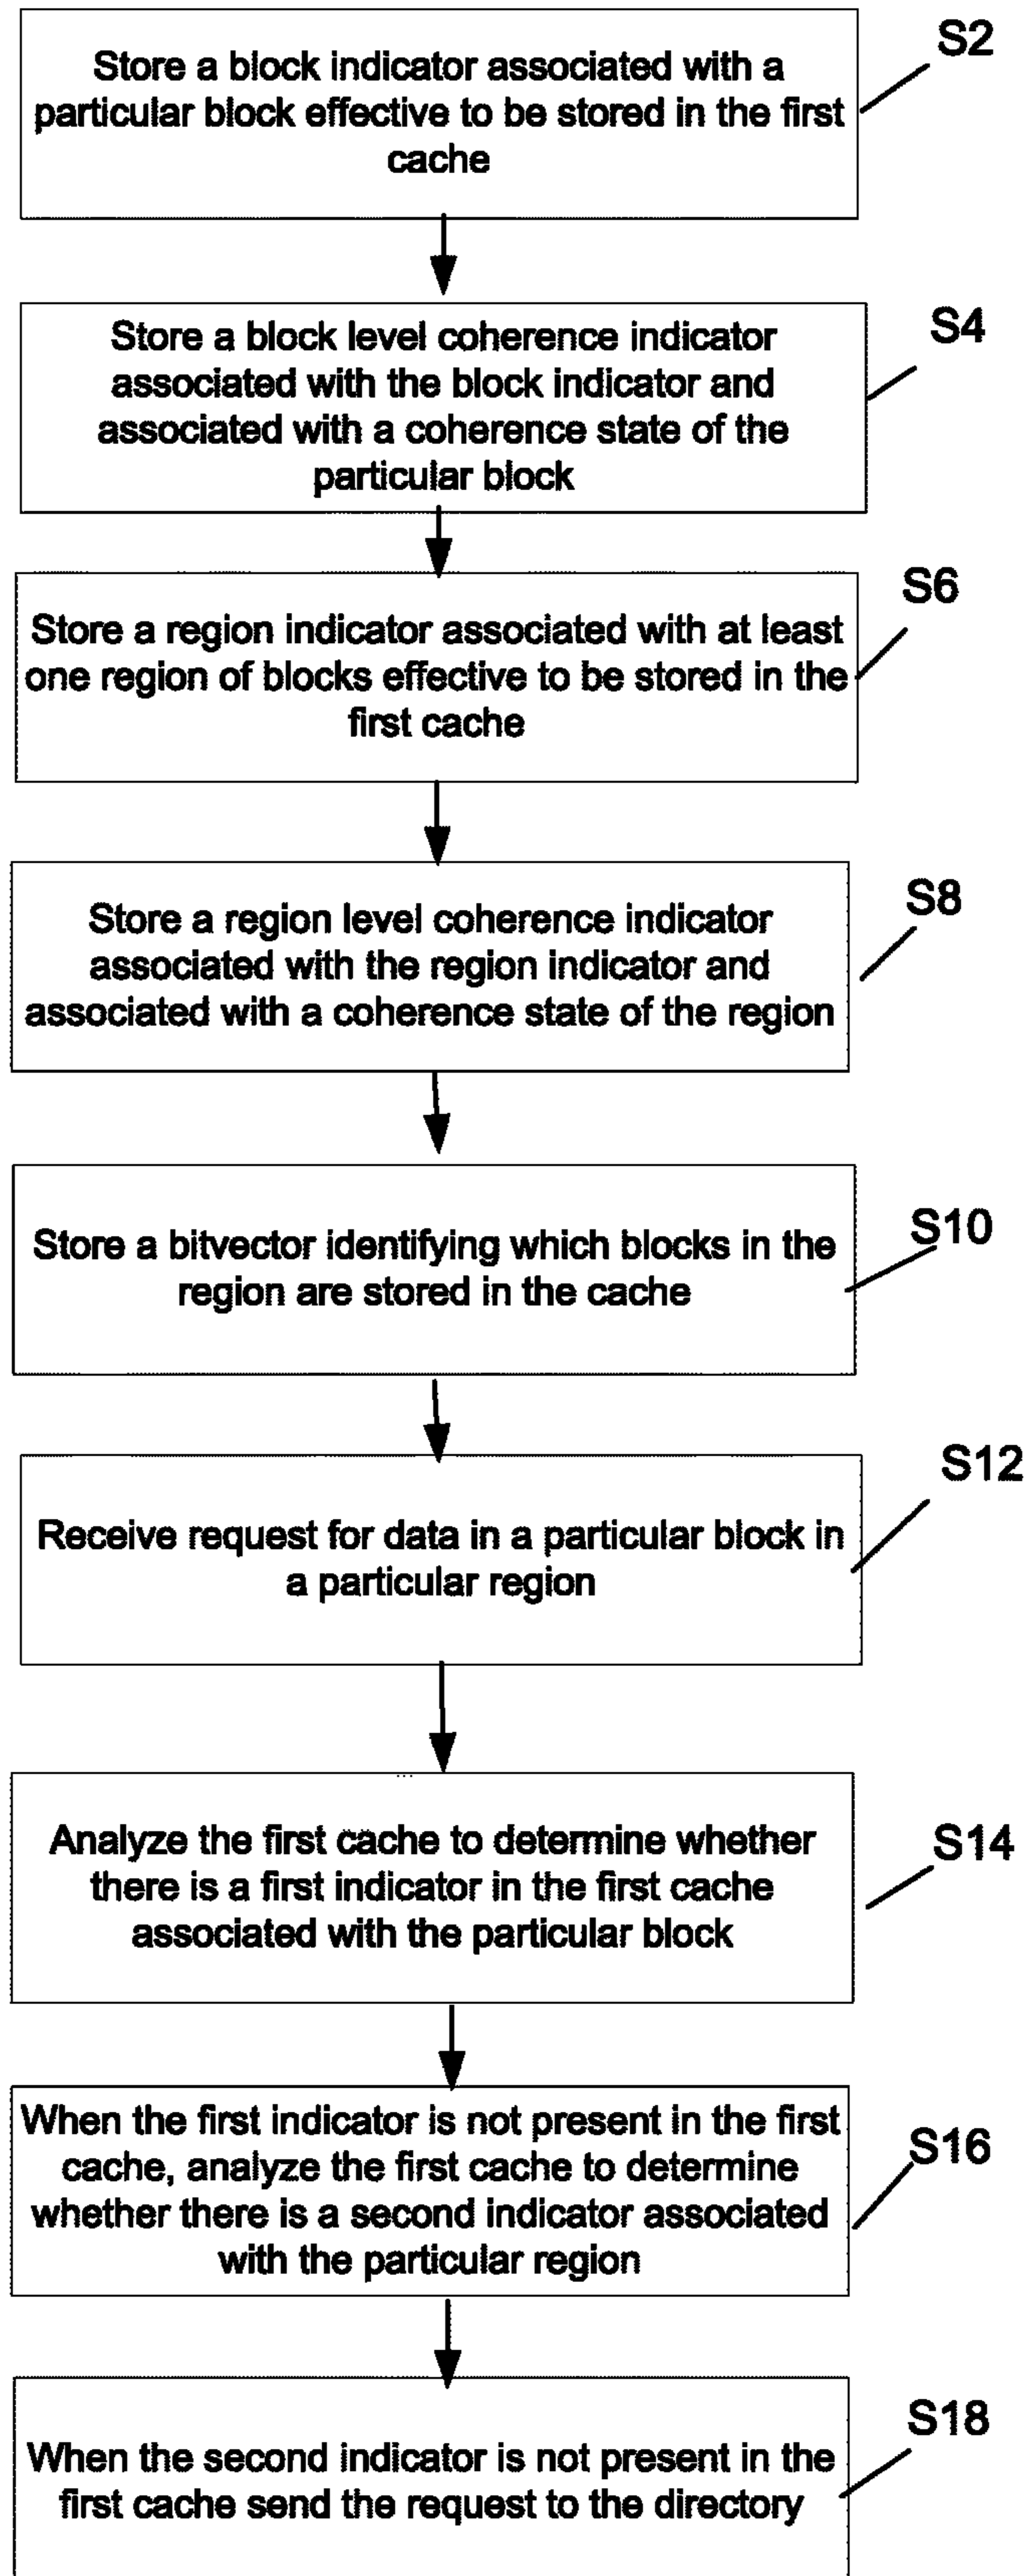 Store a block indicator associated with a
particular block effective to be stored in the first
cache
S2
Store a block level coherence indicator
associated with the block indicator and
associated with a coherence state of the
particular block
S4
Store a region indicator associated with at least
one region of blocks effective to be stored in the
first cache
S6
Store a region level coherence indicator
associated with the region indicator and
associated with a coherence state of the region
S8
Store a bitvector identifying which blocks in the
region are stored in the cache
S10
Receive request for data in a particular block in
a particular region
S12
Analyze the first cache to determine whether
there is a first indicator in the first cache
associated with the particular block
S14
When the first indicator is not present in the first
cache, analyze the first cache to determine
whether there is a second indicator associated
with the particular region
S16
When the second indicator is not present in the
first cache send the request to the directory
S18